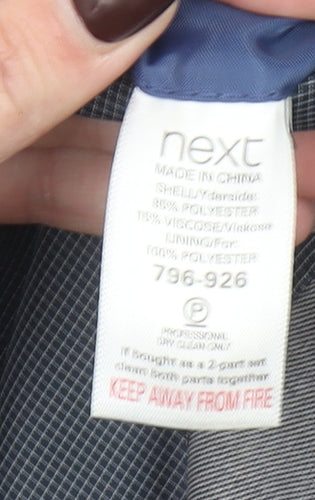 next
MADE IN CHINA
SHELL/Yderside:
85% POLYESTER
15% VISCOSE/Viskose
LINING/For:
100% POLYESTER
796-926
P
PROFESSIONAL
DRY CLEAN ONLY
If bought as a 2-part set
clean both parts together
KEEP AWAY FROM FIRE